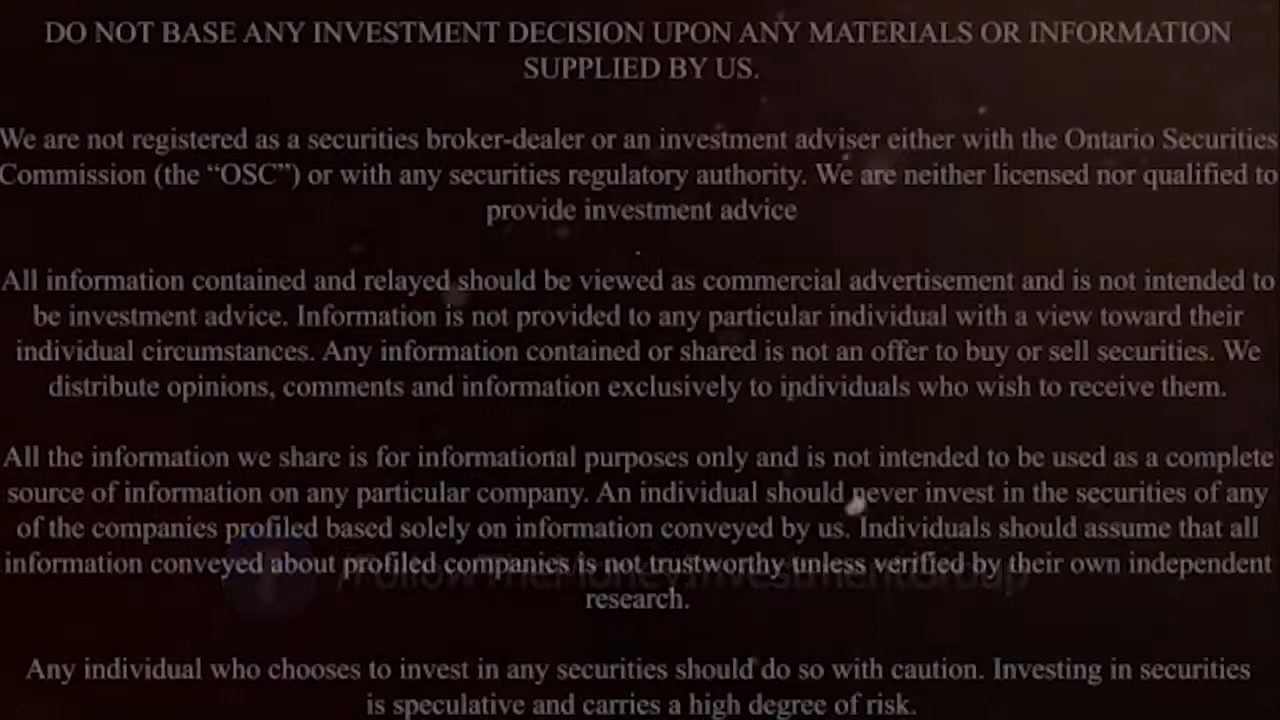 DO NOT BASE ANY INVESTMENT DECISION UPON ANY MATERIALS OR INFORMATION
SUPPLIED BY US.
We are not registered as a securities broker-dealer or an investment adviser either with the Ontario Securities
Commission (the “OSC”) or with any securities regulatory authority. We are neither licensed nor qualified to
provide investment advice
.
All information contained and relayed should be viewed as commercial advertisement and is not intended to
be investment advice. Information is not provided to any particular individual with a view toward their
individual circumstances. Any information contained or shared is not an offer to buy or sell securities. We
distribute opinions, comments and information exclusively to individuals who wish to receive them.
All the information we share is for informational purposes only and is not intended to be used as a complete
source of information on any particular company. An individual should never invest in the securities of any
of the companies profiled based solely on information conveyed by us. Individuals should assume that all
information conveyed about profiled companies is not trustworthy unless verified by their own independent
/FollowTheMoneyInvestmentGroup
research.
Any individual who chooses to invest in any securities should do so with caution. Investing in securities
is speculative and carries a high degree of risk.